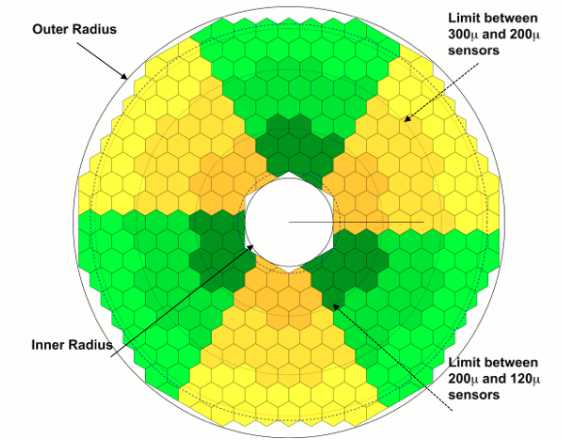 Outer Radius
Limit between
300μ and 200μ
sensors
Inner Radius
Limit between
200μ and 120μ
sensors